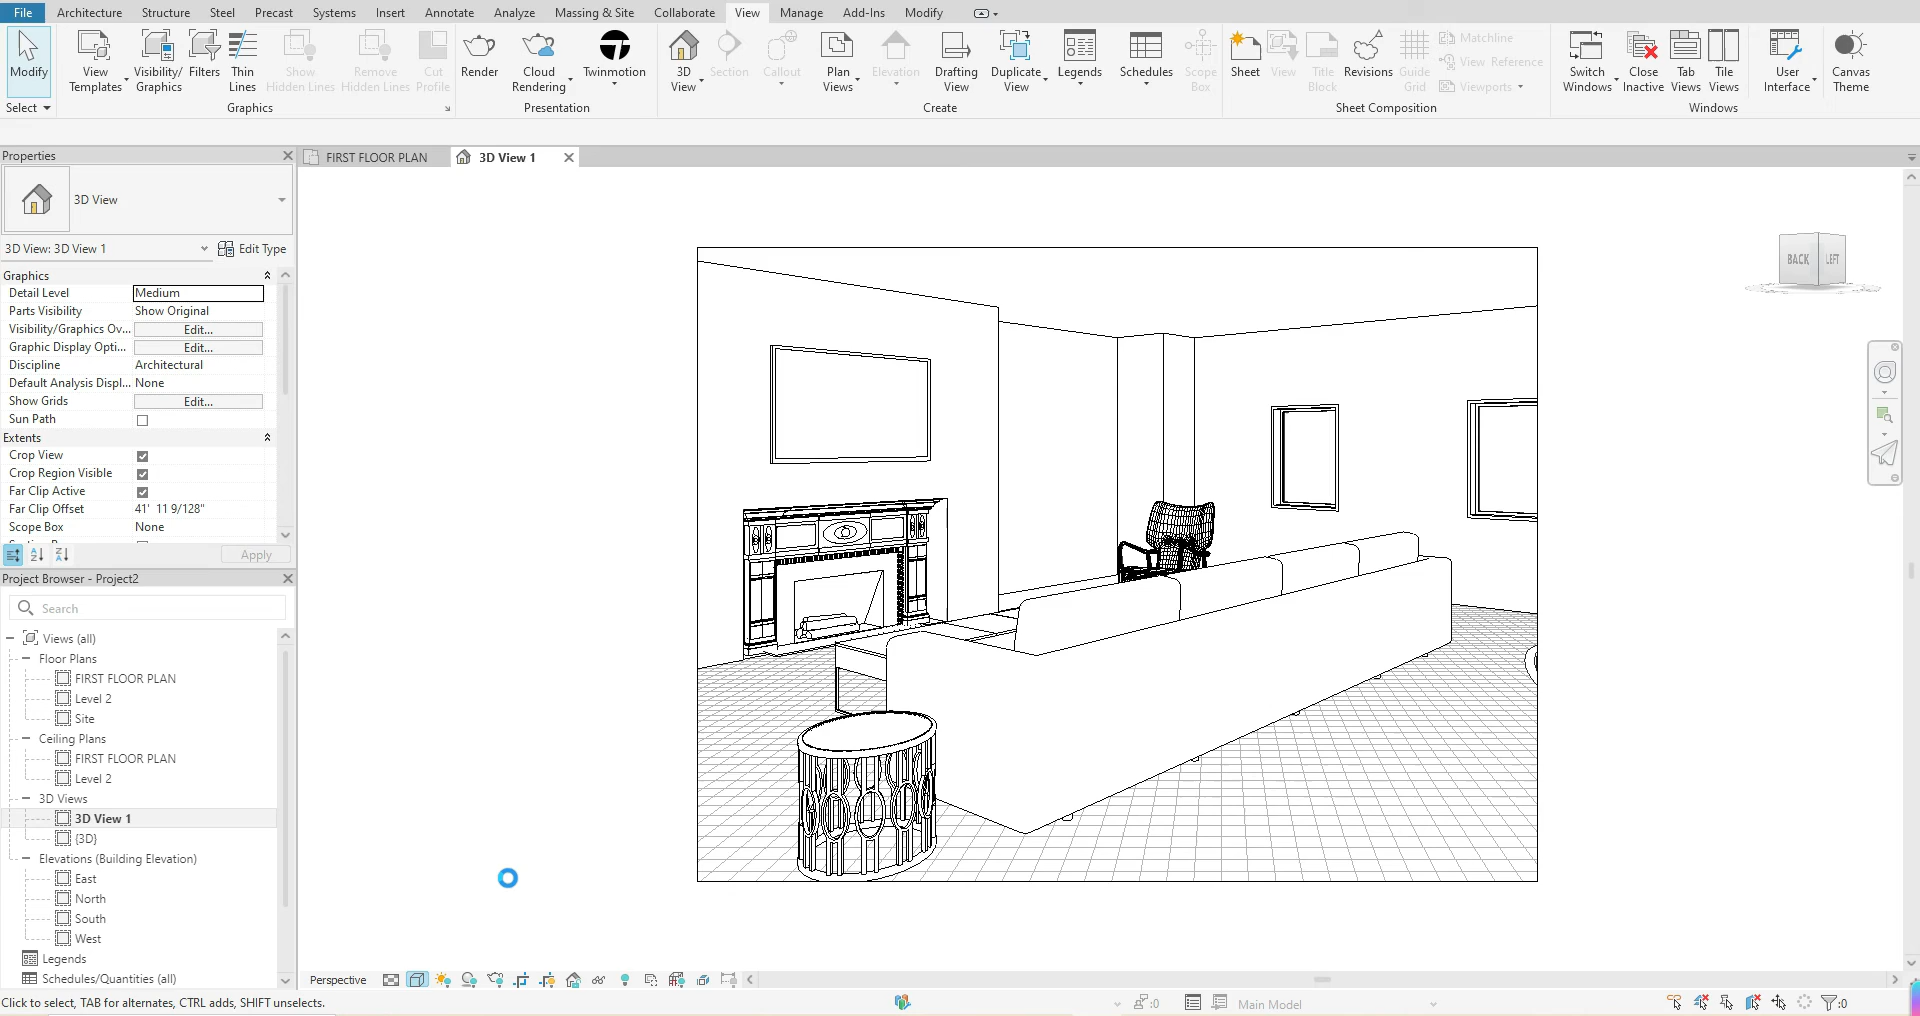 File Architecture Structure Steel Precast Systems Insert Annotate Analyze Massing & Site Collaborate View Manage Add-Ins Modify
Modify
View Templates
Visibility/ Graphics
Filters
Thin Lines
Show Hidden Lines
Remove Hidden Lines
Cut Profile
Render
Cloud Rendering
Twinmotion
3D View
Section
Callout
Plan Views
Elevation
Drafting View
Duplicate View
Legends
Schedules
Scope Box
Sheet
View
Title Block
Revisions
Guide Grid
Matchline
View Reference
Viewports
Switch Windows
Close Inactive
Tab Views
Tile Views
User Interface
Canvas Theme
Select Graphics Presentation Create Sheet Composition Windows
Properties
FIRST FLOOR PLAN
3D View 1
3D View
3D View: 3D View 1
Edit Type
Graphics
Detail Level Medium
Parts Visibility Show Original
Visibility/Graphics Ov... Edit...
Graphic Display Opti... Edit...
Discipline Architectural
Default Analysis Displ... None
Show Grids Edit...
Sun Path
Extents
Crop View
Crop Region Visible
Far Clip Active
Far Clip Offset 41' 11 9/128"
Scope Box None
Apply
BACK LEFT
Project Browser - Project2
Search
Views (all)
Floor Plans
FIRST FLOOR PLAN
Level 2
Site
Ceiling Plans
FIRST FLOOR PLAN
Level 2
3D Views
3D View 1
{3D}
Elevations (Building Elevation)
East
North
South
West
Legends
Schedules/Quantities (all)
Perspective
Click to select, TAB for alternates, CTRL adds, SHIFT unselects.
:0
Main Model
:0